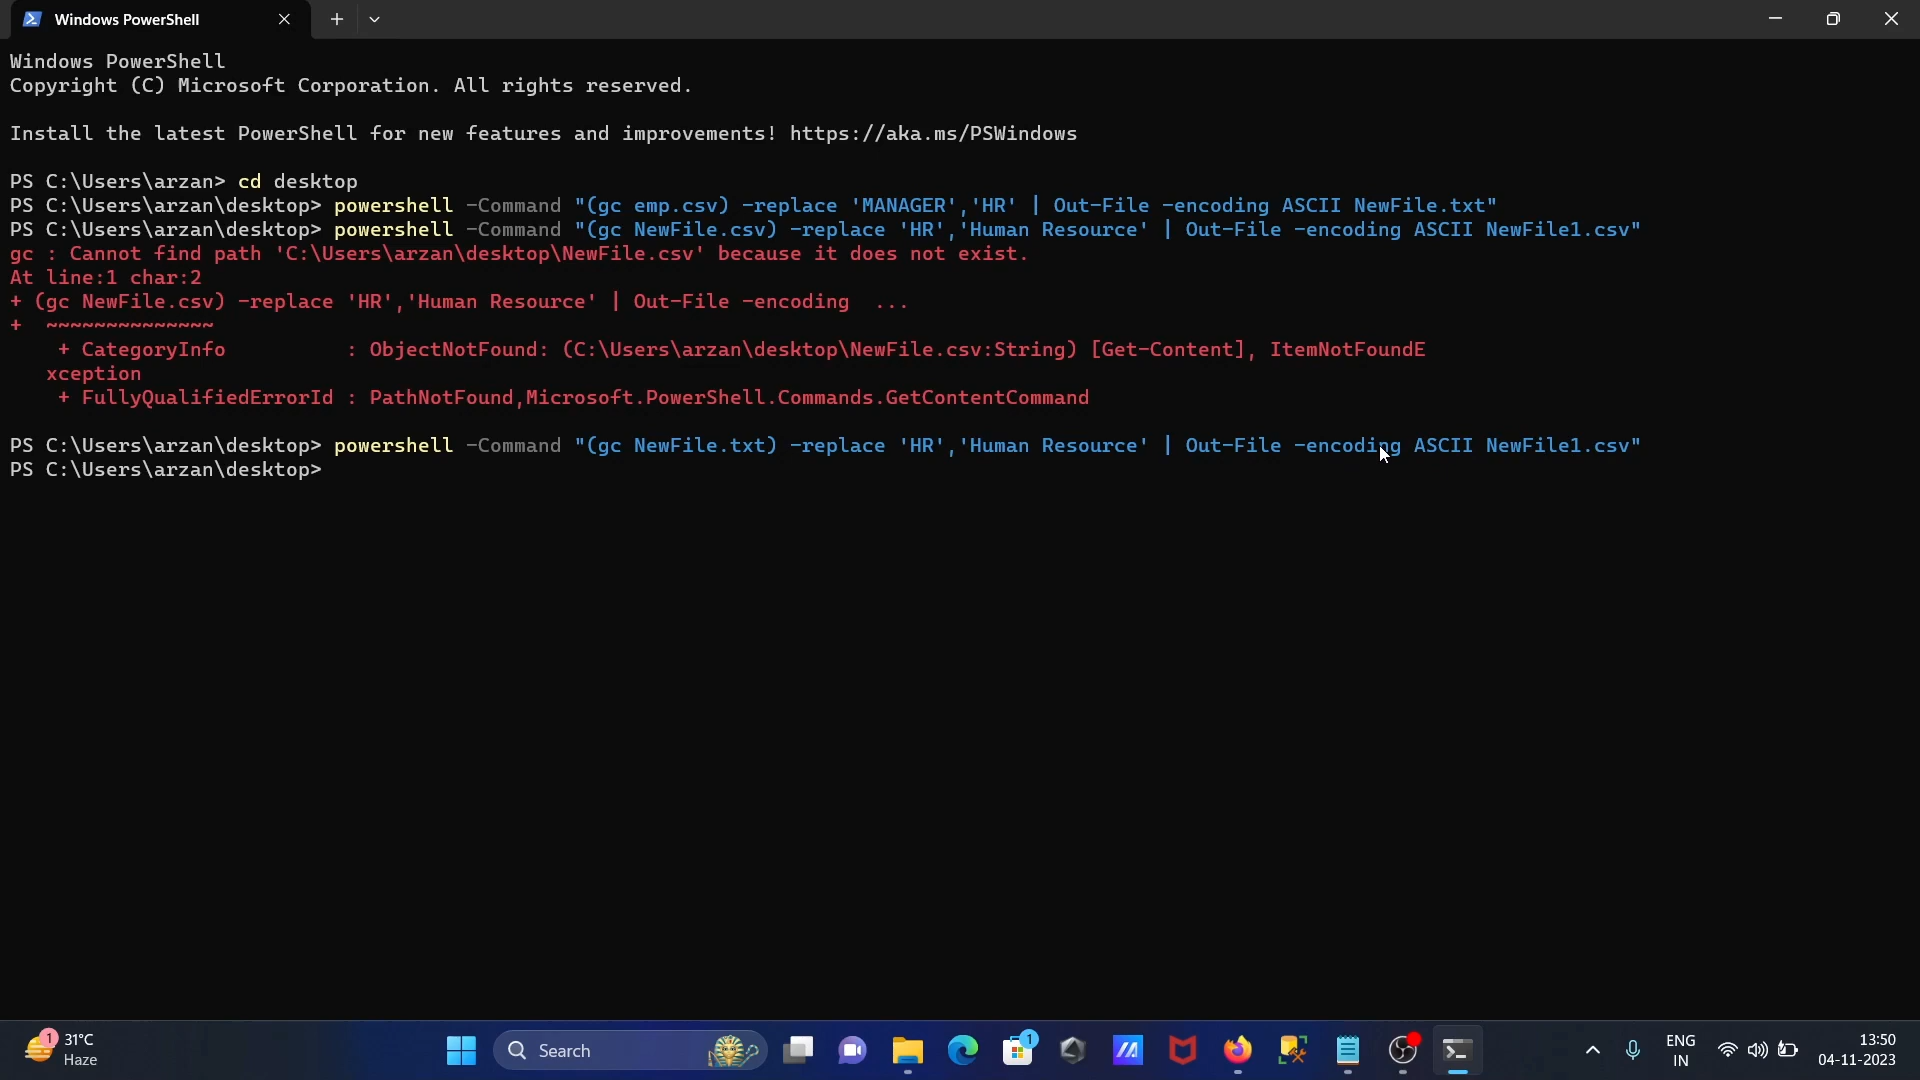 Windows PowerShell
Windows PowerShell
Copyright (C) Microsoft Corporation. All rights reserved.
Install the latest PowerShell for new features and improvements! https://aka.ms/PSWindows
PS C:\Users\arzan> cd desktop
PS C:\Users\arzan\desktop> powershell -Command "(gc emp.csv) -replace 'MANAGER','HR' | Out-File -encoding ASCII NewFile.txt"
PS C:\Users\arzan\desktop> powershell -Command "(gc NewFile.csv) -replace 'HR','Human Resource' | Out-File -encoding ASCII NewFile1.csv"
gc : Cannot find path 'C:\Users\arzan\desktop\NewFile.csv' because it does not exist.
At line:1 char:2
+ (gc NewFile.csv) -replace 'HR','Human Resource' | Out-File -encoding  ...
+  ~~~~~~~~~~~~~~
    + CategoryInfo          : ObjectNotFound: (C:\Users\arzan\desktop\NewFile.csv:String) [Get-Content], ItemNotFoundE
   xception
    + FullyQualifiedErrorId : PathNotFound,Microsoft.PowerShell.Commands.GetContentCommand
PS C:\Users\arzan\desktop> powershell -Command "(gc NewFile.txt) -replace 'HR','Human Resource' | Out-File -encoding ASCII NewFile1.csv"
PS C:\Users\arzan\desktop>
1
31°C
Haze
Search
1
ENG
IN
13:50
04-11-2023